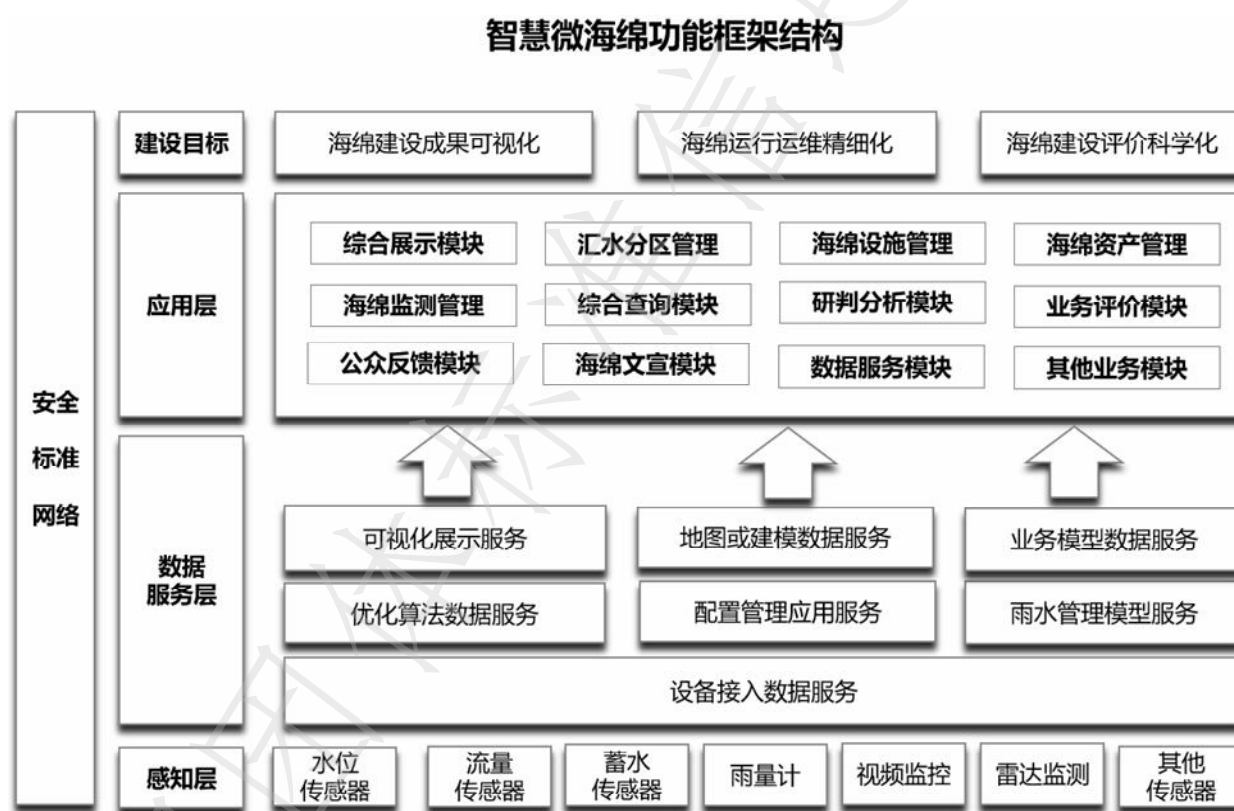 智慧微海绵功能框架结构
安全
标准
网络
建设目标
海绵建设成果可视化
海绵运行运维精细化
海绵建设评价科学化
应用层
综合展示模块
汇水分区管理
海绵设施管理
海绵资产管理
海绵监测管理
综合查询模块
研判分析模块
业务评价模块
公众反馈模块
海绵文宣模块
数据服务模块
其他业务模块
数据
服务层
可视化展示服务
地图或建模数据服务
业务模型数据服务
优化算法数据服务
配置管理应用服务
雨水管理模型服务
设备接入数据服务
感知层
水位
传感器
流量
传感器
蓄水
传感器
雨量计
视频监控
雷达监测
其他
传感器